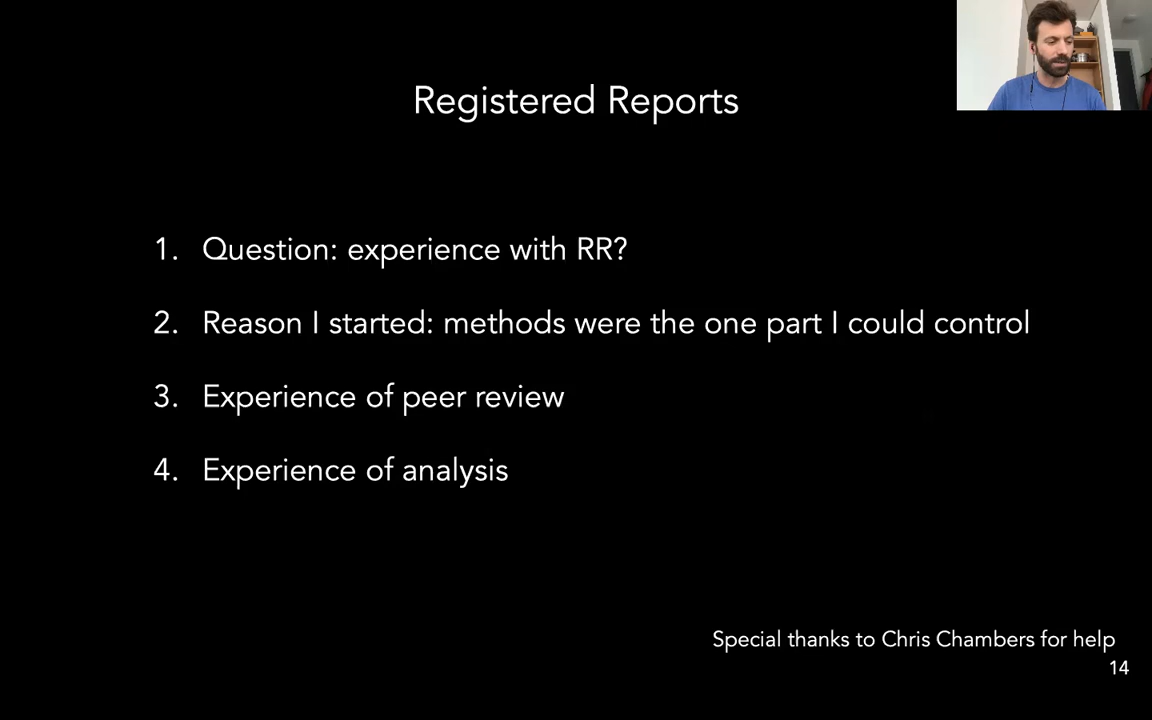 Registered Reports
1. Question: experience with RR?
2. Reason I started: methods were the one part I could control
3. Experience of peer review
4. Experience of analysis
Special thanks to Chris Chambers for help
14